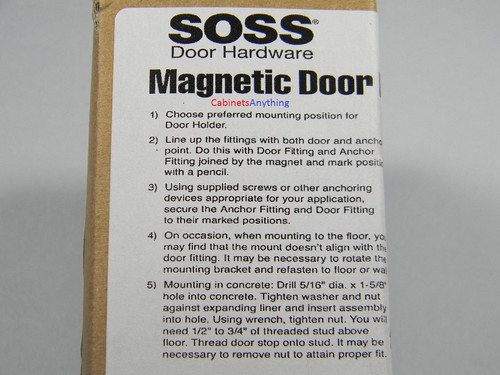 SOSS®
Door Hardware
Magnetic Door
CabinetsAnything
1) Choose preferred mounting position for
Door Holder.
2) Line up the fittings with both door and ancho
point. Do this with Door Fitting and Anchor
Fitting joined by the magnet and mark positi
with a pencil.
3) Using supplied screws or other anchoring
devices appropriate for your application,
secure the Anchor Fitting and Door Fitting
to their marked positions.
4) On occasion, when mounting to the floor, yo
may find that the mount doesn't align with th
door fitting. It may be necessary to rotate the
mounting bracket and refasten to floor or wa
5) Mounting in concrete: Drill 5/16" dia. x 1-5/8"
hole into concrete. Tighten washer and nut
against expanding liner and insert assembly
into hole. Using wrench, tighten nut. You wi
need 1/2" to 3/4" of threaded stud above
floor. Thread door stop onto stud. It may be
necessary to remove nut to attain proper fit.